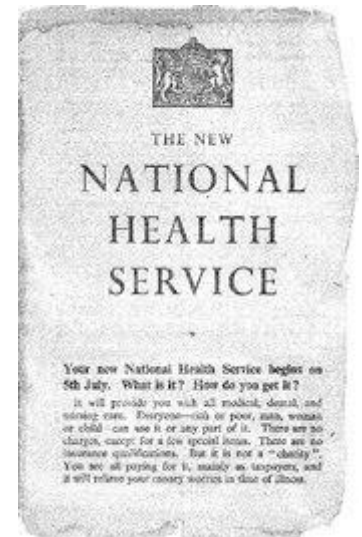 THE NEW
NATIONAL
HEALTH
SERVICE
Your new National Health Service begins on
5th July. What is it? How do you get it?
It will provide you with all medical, dental, and
nursing care. Everyone—rich or poor, man, woman
or child—can use it or any part of it. There are no
charges, except for a few special items. There are no
insurance qualifications. But it is not a "charity".
You are all paying for it, mainly as taxpayers, and
it will relieve your money worries in time of illness.